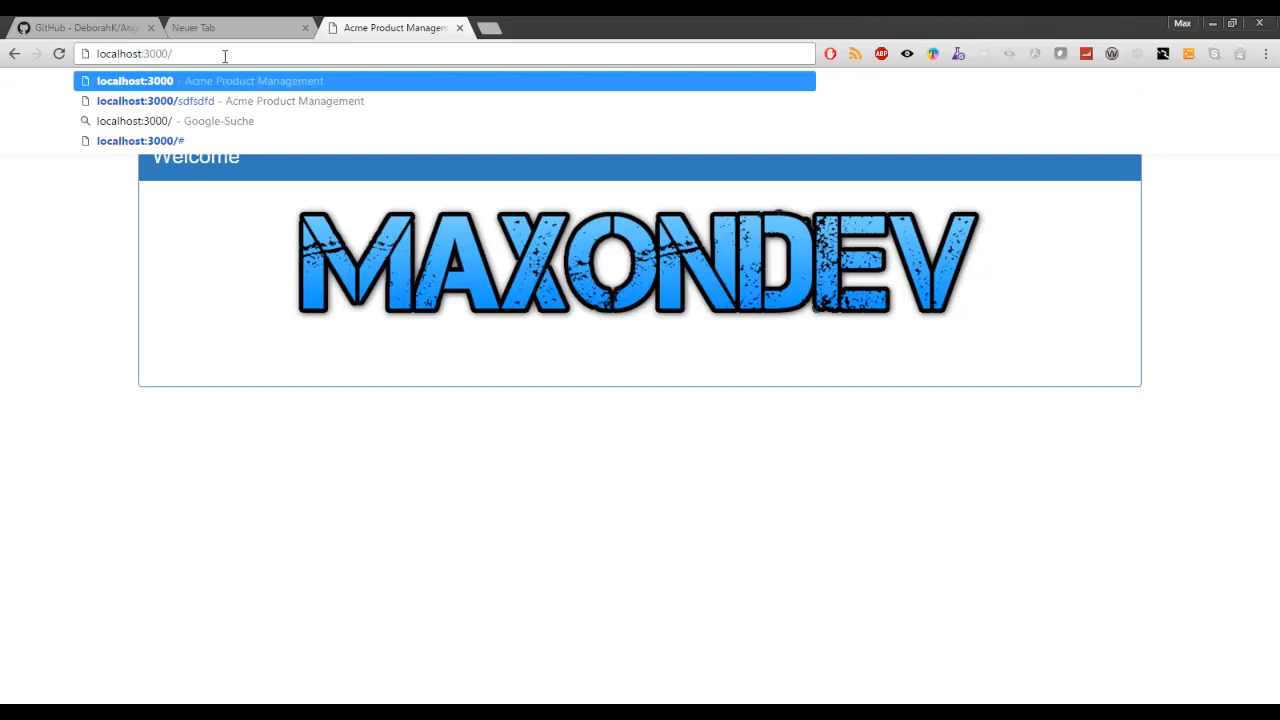 GitHub - DeborahK/Ang
Neuer Tab
Acme Product Managemen
Max
localhost:3000/
localhost:3000 - Acme Product Management
localhost:3000/sdfsdfd - Acme Product Management
localhost:3000/ - Google-Suche
localhost:3000/#
Welcome
MAXONDEV